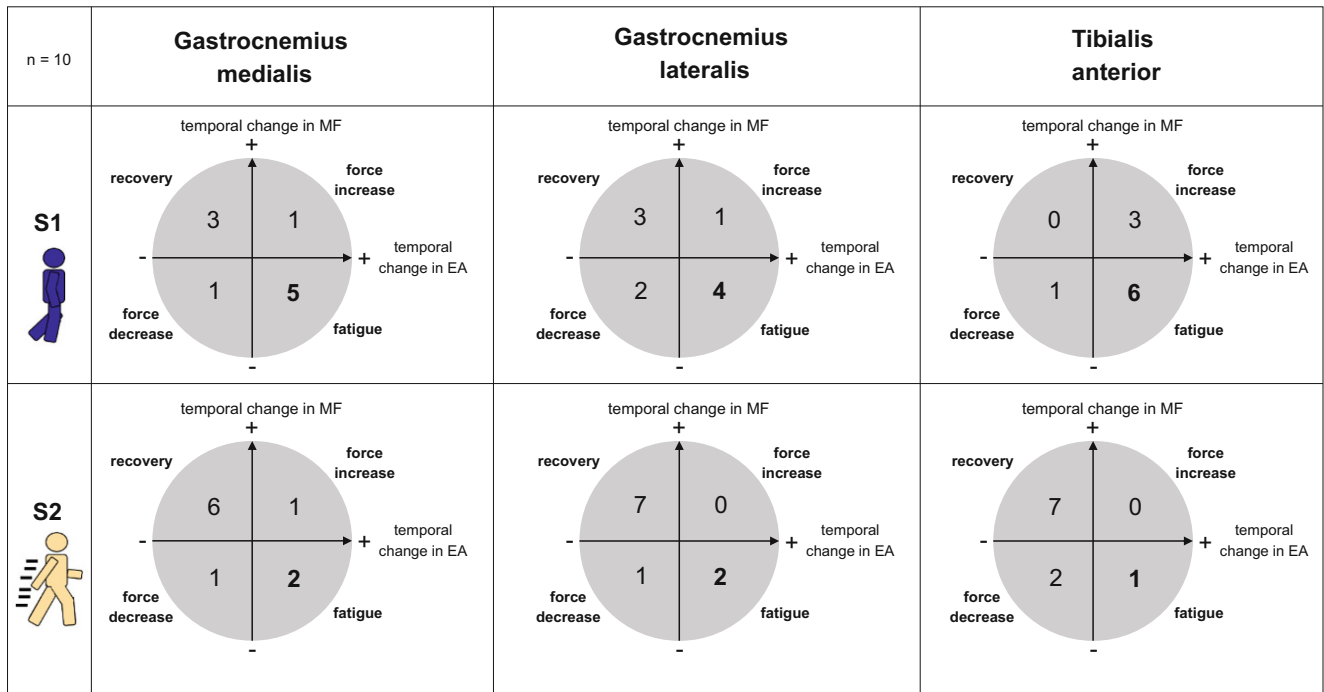 n = 10
Gastrocnemius
medialis
Gastrocnemius
lateralis
Tibialis
anterior
S1
temporal change in MF
+
recovery
force
increase
3
1
-
+
temporal
change in EA
1
5
force
decrease
fatigue
-
temporal change in MF
+
recovery
force
increase
3
1
-
+
temporal
change in EA
2
4
force
decrease
fatigue
-
temporal change in MF
+
recovery
force
increase
0
3
-
+
temporal
change in EA
1
6
force
decrease
fatigue
-
S2
temporal change in MF
+
recovery
force
increase
6
1
-
+
temporal
change in EA
1
2
force
decrease
fatigue
-
temporal change in MF
+
recovery
force
increase
7
0
-
+
temporal
change in EA
1
2
force
decrease
fatigue
-
temporal change in MF
+
recovery
force
increase
7
0
-
+
temporal
change in EA
2
1
force
decrease
fatigue
-